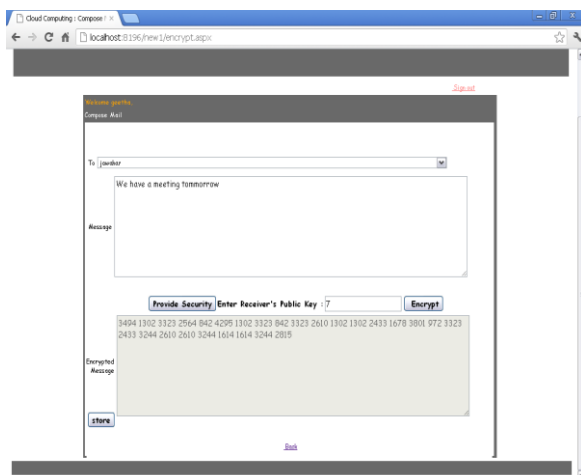 Cloud Computing : Compose
localhost:8196/new1/encrypt.aspx
Sign out
Welcome geetha,
Compose Mail
To jawahar
We have a meeting tommorrow
Message
Provide Security Enter Receiver's Public Key : 7 Encrypt
3494 1302 3323 2564 842 4295 1302 3323 842 3323 2610 1302 1302 2433 1678 3801 972 3323
2433 3244 2610 2610 3244 1614 1614 3244 2815
Encrypted
Message
store
Back